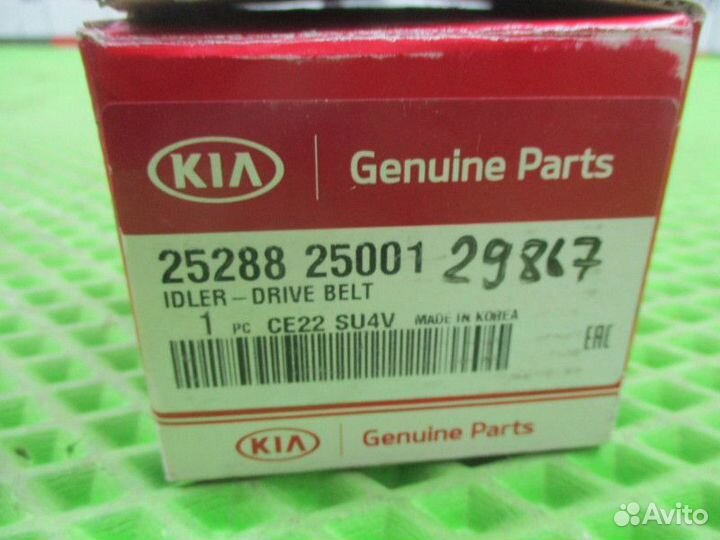 KIA Genuine Parts
25288 25001 29867
IDLER-DRIVE BELT
1 PC CE22 SU4V MADE IN KOREA
EAC
KIA Genuine Parts
Avito